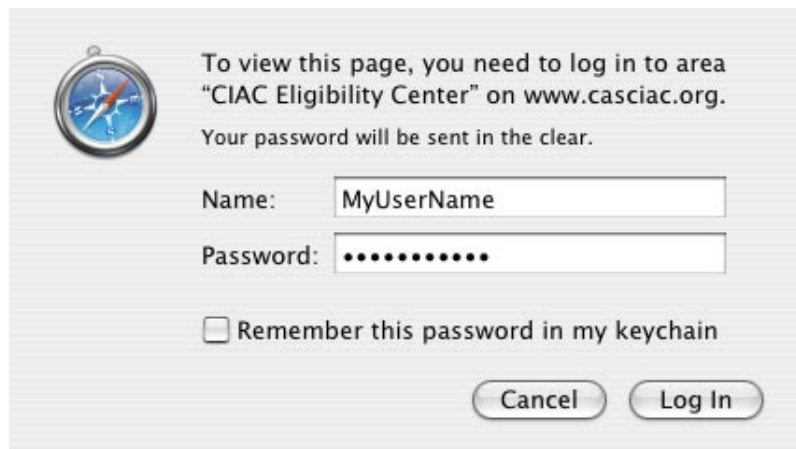 To view this page, you need to log in to area
“CIAC Eligibility Center” on www.casciac.org.
Your password will be sent in the clear.
Name: MyUserName
Password: •••••••••••
Remember this password in my keychain
Cancel Log In